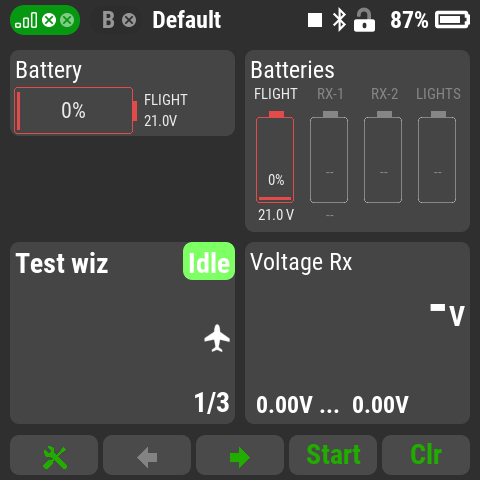 B Default 87%
Battery
0% FLIGHT
21.0V
Batteries
FLIGHT RX-1 RX-2 LIGHTS
0% -- -- --
21.0 V --
Test wiz Idle
1/3
Voltage Rx
-V
0.00V ... 0.00V
Start Clr